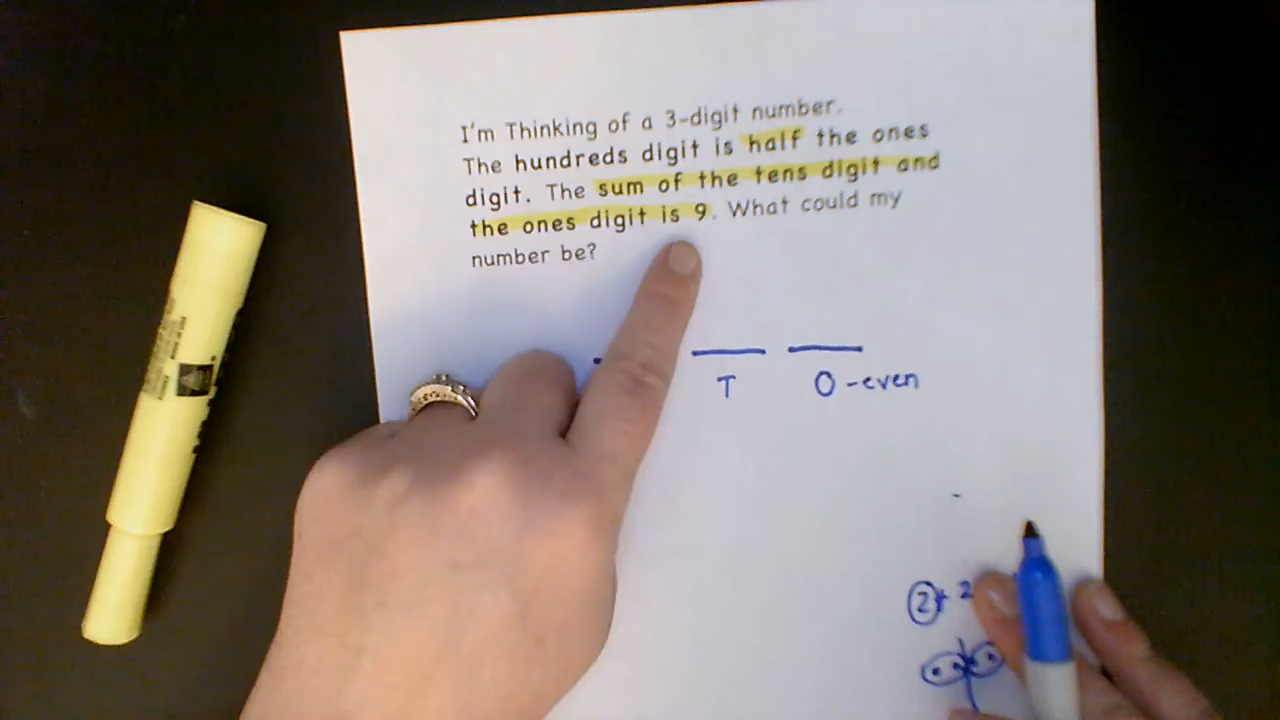 I'm Thinking of a 3-digit number.
The hundreds digit is half the ones
digit. The sum of the tens digit and
the ones digit is 9. What could my
number be?
T O -even
2 + 2